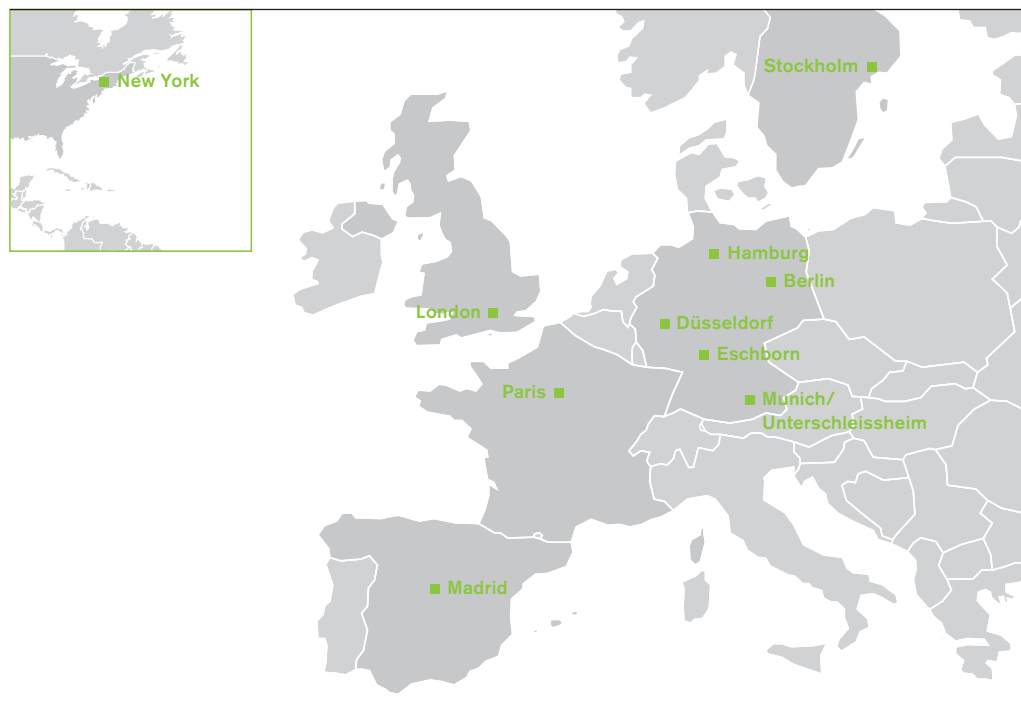 New York
Stockholm
Hamburg
Berlin
London
Düsseldorf
Eschborn
Paris
Munich/
Unterschleissheim
Madrid